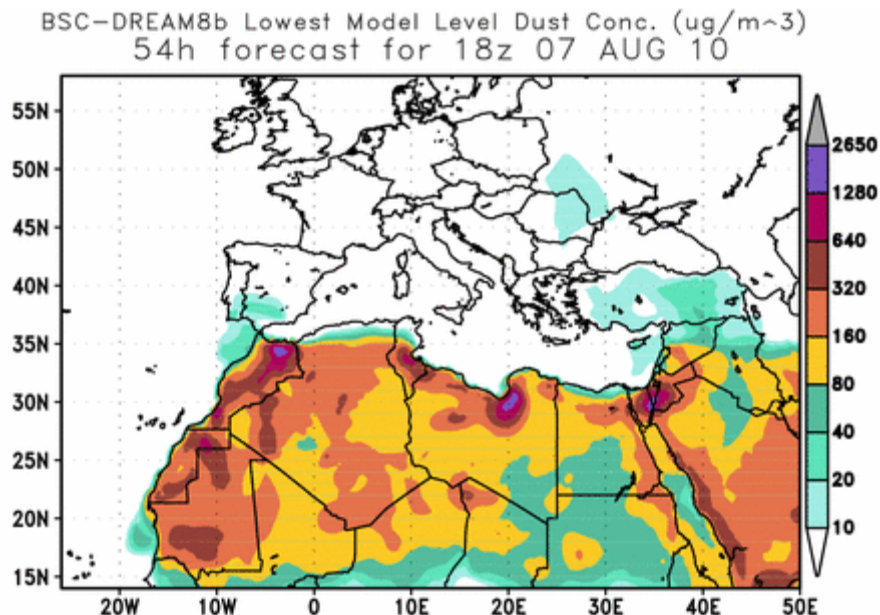 BSC-DREAM8b Lowest Model Level Dust Conc. (ug/m^3)
54h forecast for 18z 07 AUG 10
55N
50N
45N
40N
35N
30N
25N
20N
15N
20W 10W 0 10E 20E 30E 40E 50E
2650
1280
640
320
160
80
40
20
10